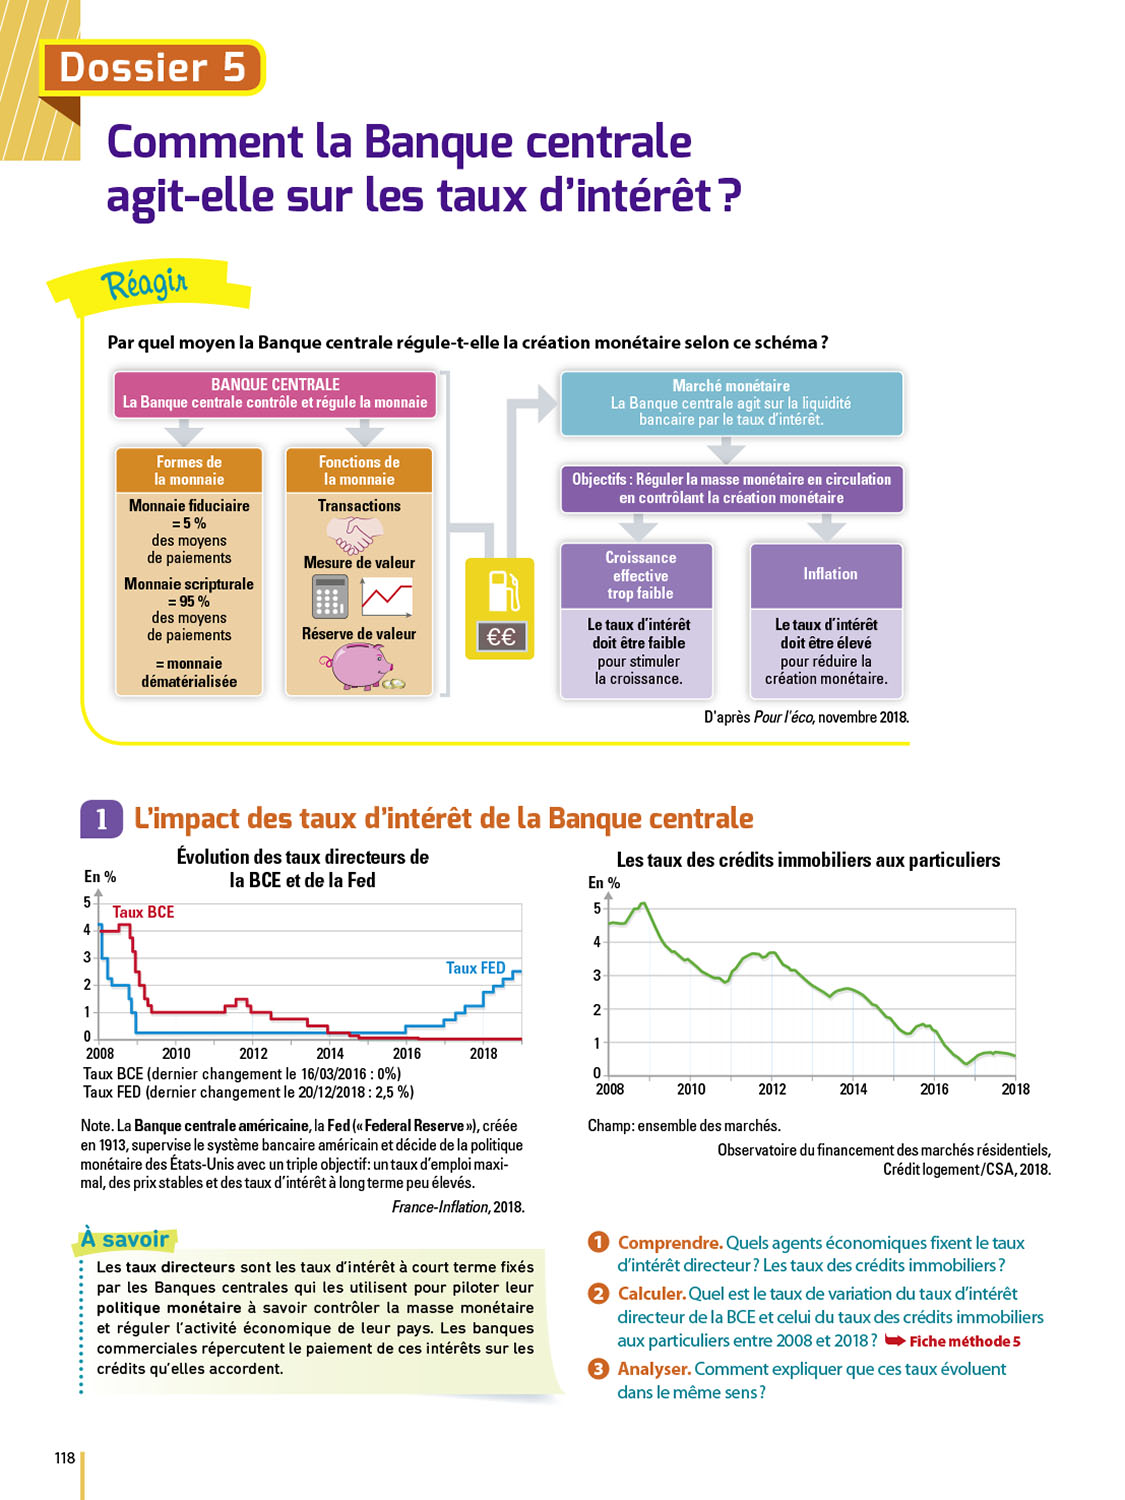 Dossier 5
Comment la Banque centrale
agit-elle sur les taux d'intérêt ?
Réagir
Par quel moyen la Banque centrale régule-t-elle la création monétaire selon ce schéma ?
BANQUE CENTRALE
La Banque centrale contrôle et régule la monnaie
Formes de
la monnaie
Monnaie fiduciaire
= 5 %
des moyens
de paiements
Monnaie scripturale
= 95 %
des moyens
de paiements
= monnaie
dématérialisée
Fonctions de
la monnaie
Transactions
Mesure de valeur
Réserve de valeur
€€
Marché monétaire
La Banque centrale agit sur la liquidité
bancaire par le taux d'intérêt.
Objectifs : Réguler la masse monétaire en circulation
en contrôlant la création monétaire
Croissance
effective
trop faible
Le taux d'intérêt
doit être faible
pour stimuler
la croissance.
Inflation
Le taux d'intérêt
doit être élevé
pour réduire la
création monétaire.
D'après Pour l'éco, novembre 2018.
1 L'impact des taux d'intérêt de la Banque centrale
Évolution des taux directeurs de
la BCE et de la Fed
En %
5
4
3
2
1
0
Taux BCE
Taux FED
2008 2010 2012 2014 2016 2018
Taux BCE (dernier changement le 16/03/2016 : 0%)
Taux FED (dernier changement le 20/12/2018 : 2,5 %)
Note. La Banque centrale américaine, la Fed (« Federal Reserve »), créée
en 1913, supervise le système bancaire américain et décide de la politique
monétaire des États-Unis avec un triple objectif : un taux d'emploi maxi-
mal, des prix stables et des taux d'intérêt à long terme peu élevés.
France-Inflation, 2018.
Les taux des crédits immobiliers aux particuliers
En %
5
4
3
2
1
0
2008 2010 2012 2014 2016 2018
Champ : ensemble des marchés.
Observatoire du financement des marchés résidentiels,
Crédit logement/CSA, 2018.
À savoir
Les taux directeurs sont les taux d'intérêt à court terme fixés
par les Banques centrales qui les utilisent pour piloter leur
politique monétaire à savoir contrôler la masse monétaire
et réguler l'activité économique de leur pays. Les banques
commerciales répercutent le paiement de ces intérêts sur les
crédits qu'elles accordent.
1 Comprendre. Quels agents économiques fixent le taux
d'intérêt directeur ? Les taux des crédits immobiliers ?
2 Calculer. Quel est le taux de variation du taux d'intérêt
directeur de la BCE et celui du taux des crédits immobiliers
aux particuliers entre 2008 et 2018 ? Fiche méthode 5
3 Analyser. Comment expliquer que ces taux évoluent
dans le même sens ?
118